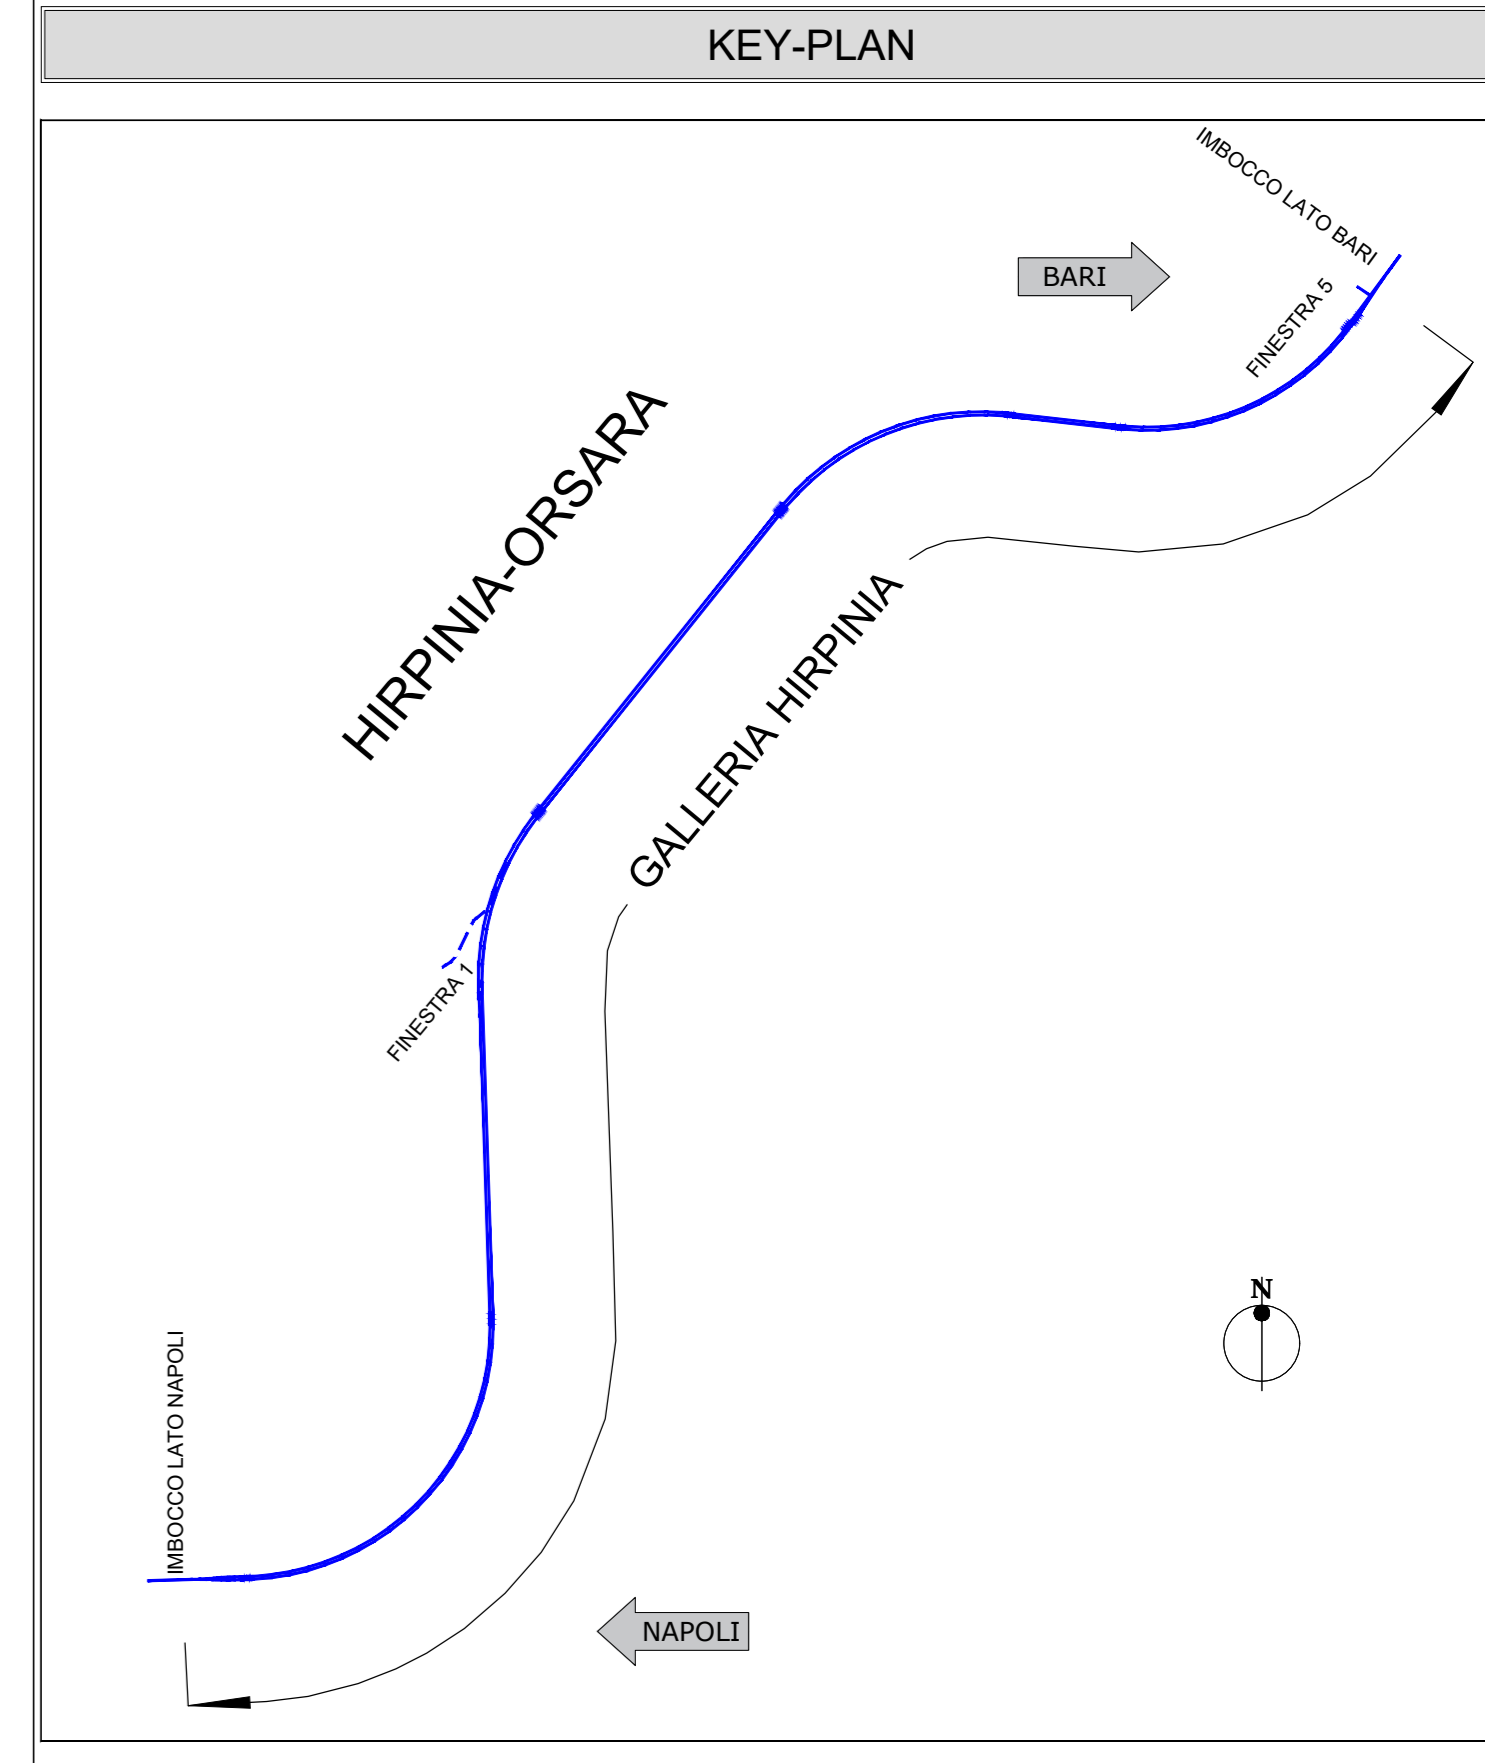 KEY-PLAN
IMBOCCO LATO BARI
BARI
FINESTRA 5
HIRPINIA-ORSARA
GALLERIA HIRPINIA
FINESTRA 1
N
IMBOCCO LATO NAPOLI
NAPOLI